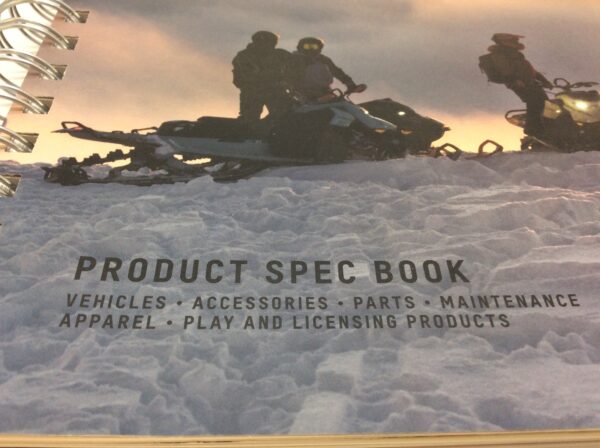 PRODUCT SPEC BOOK
VEHICLES • ACCESSORIES • PARTS • MAINTENANCE
APPAREL • PLAY AND LICENSING PRODUCTS